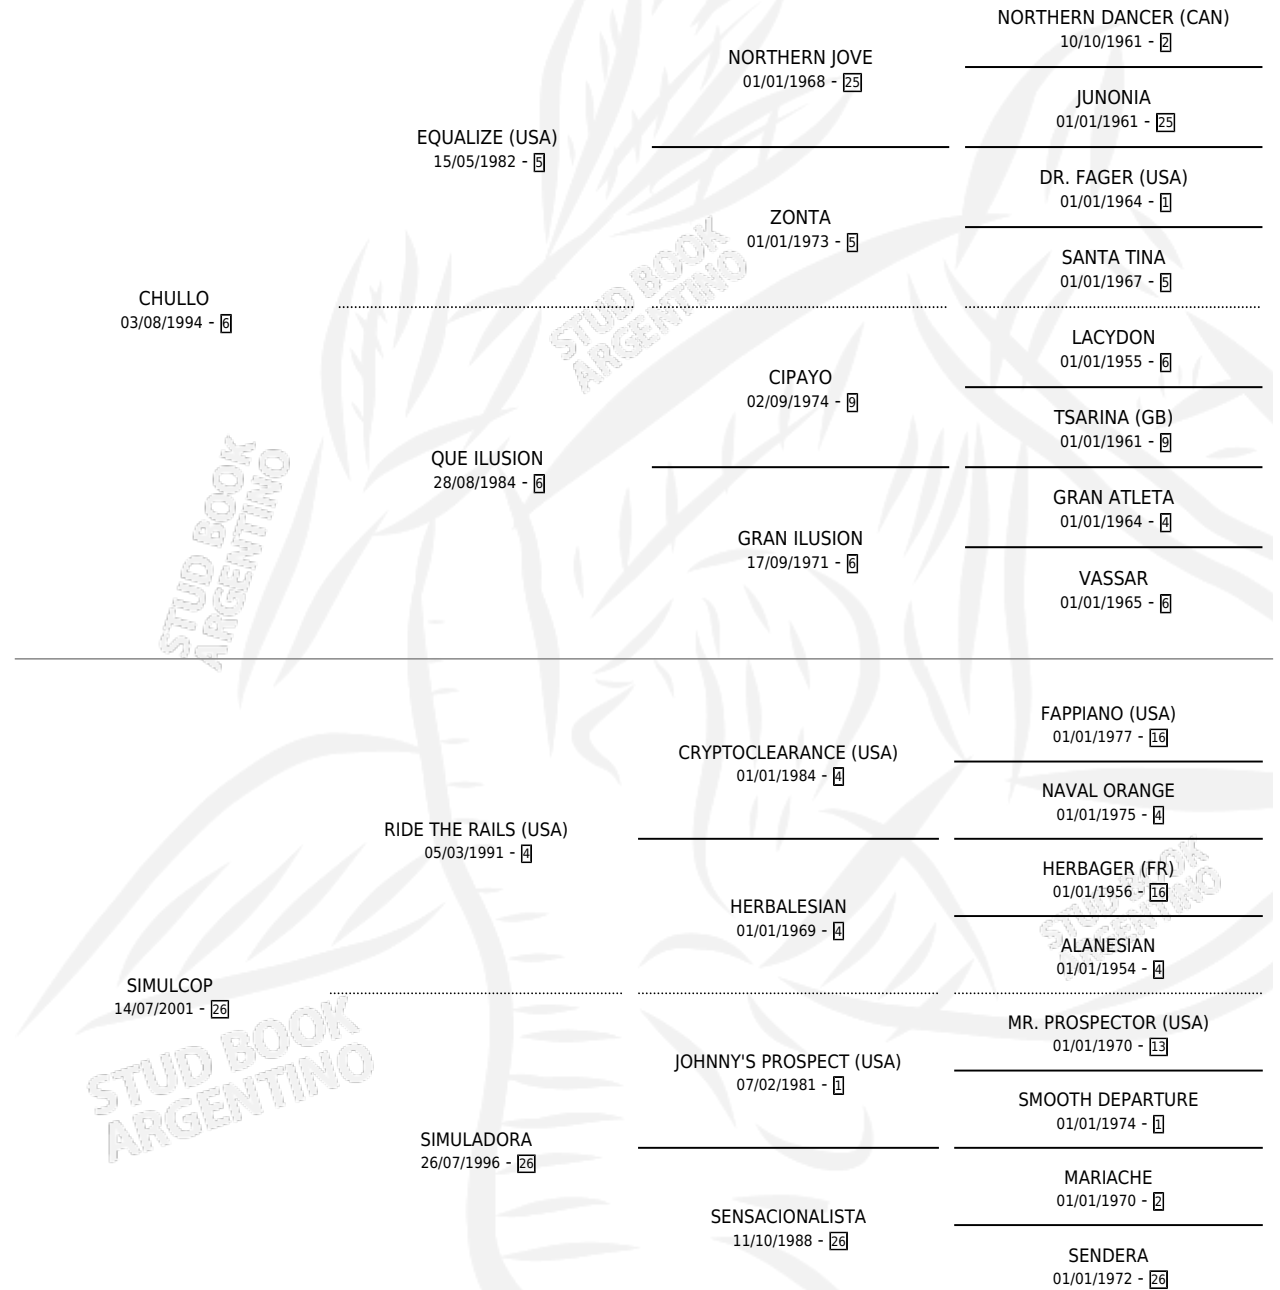 NORTHERN DANCER (CAN)
10/10/1961 - 2
NORTHERN JOVE
01/01/1968 - 25
JUNONIA
01/01/1961 - 25
EQUALIZE (USA)
15/05/1982 - 5
DR. FAGER (USA)
01/01/1964 - 1
ZONTA
01/01/1973 - 5
SANTA TINA
01/01/1967 - 5
CHULLO
03/08/1994 - 6
LACYDON
01/01/1955 - 6
CIPAYO
02/09/1974 - 9
TSARINA (GB)
01/01/1961 - 9
QUE ILUSION
28/08/1984 - 6
GRAN ATLETA
01/01/1964 - 4
GRAN ILUSION
17/09/1971 - 6
VASSAR
01/01/1965 - 6
STUD BOOK
ARGENTINO
STUD BOOK
ARGENTINO
FAPPIANO (USA)
01/01/1977 - 16
CRYPTOCLEARANCE (USA)
01/01/1984 - 4
NAVAL ORANGE
01/01/1975 - 4
RIDE THE RAILS (USA)
05/03/1991 - 4
HERBAGER (FR)
01/01/1956 - 16
HERBALESIAN
01/01/1969 - 4
ALANESIAN
01/01/1954 - 4
SIMULCOP
14/07/2001 - 26
MR. PROSPECTOR (USA)
01/01/1970 - 13
JOHNNY'S PROSPECT (USA)
07/02/1981 - 1
SMOOTH DEPARTURE
01/01/1974 - 1
SIMULADORA
26/07/1996 - 26
MARIACHE
01/01/1970 - 2
SENSACIONALISTA
11/10/1988 - 26
SENDERA
01/01/1972 - 26
STUD BOOK
ARGENTINO
STUD BOOK
ARGENTINO